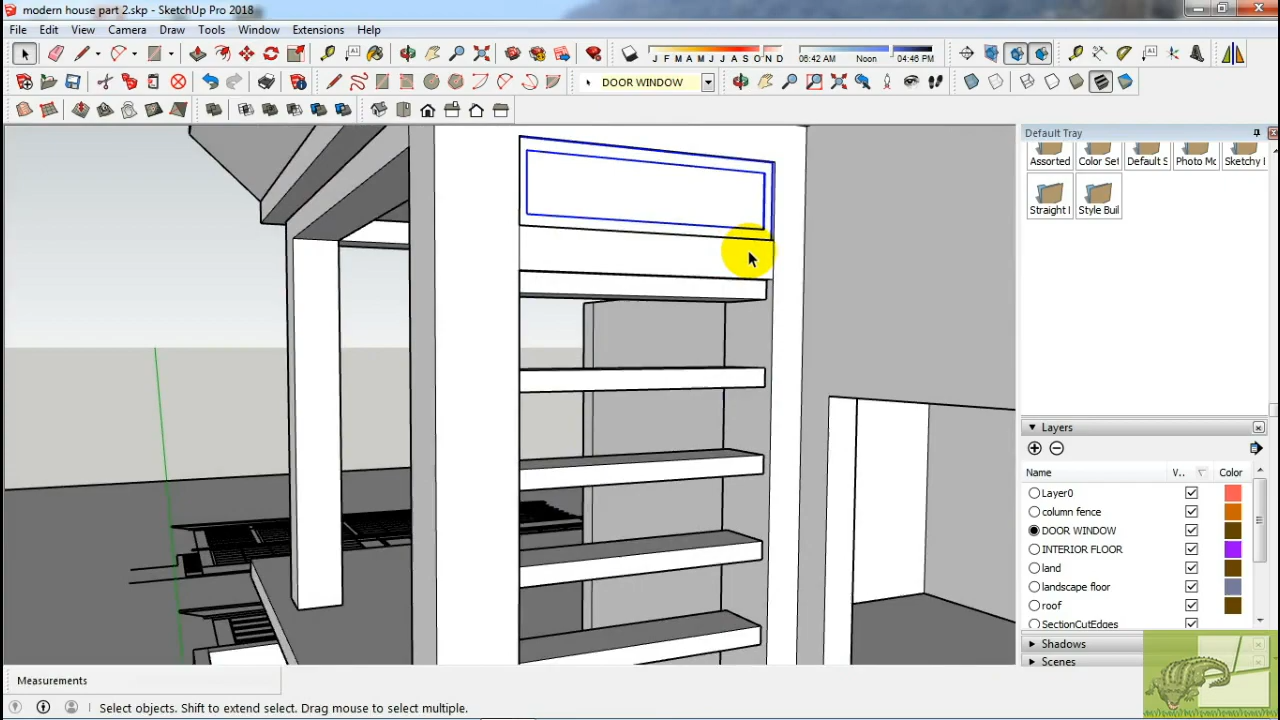 modern house part 2.skp - SketchUp Pro 2018
File Edit View Camera Draw Tools Window Extensions Help
J F M A M J J A S O N D
06:42 AM Noon 04:46 PM
DOOR WINDOW
Default Tray
Assorted Color Set Default S Photo Mo Sketchy I
Straight I Style Buil
Layers
Name V.. Color
Layer0
column fence
DOOR WINDOW
INTERIOR FLOOR
land
landscape floor
roof
SectionCutEdges
Shadows
Scenes
Measurements
Select objects. Shift to extend select. Drag mouse to select multiple.